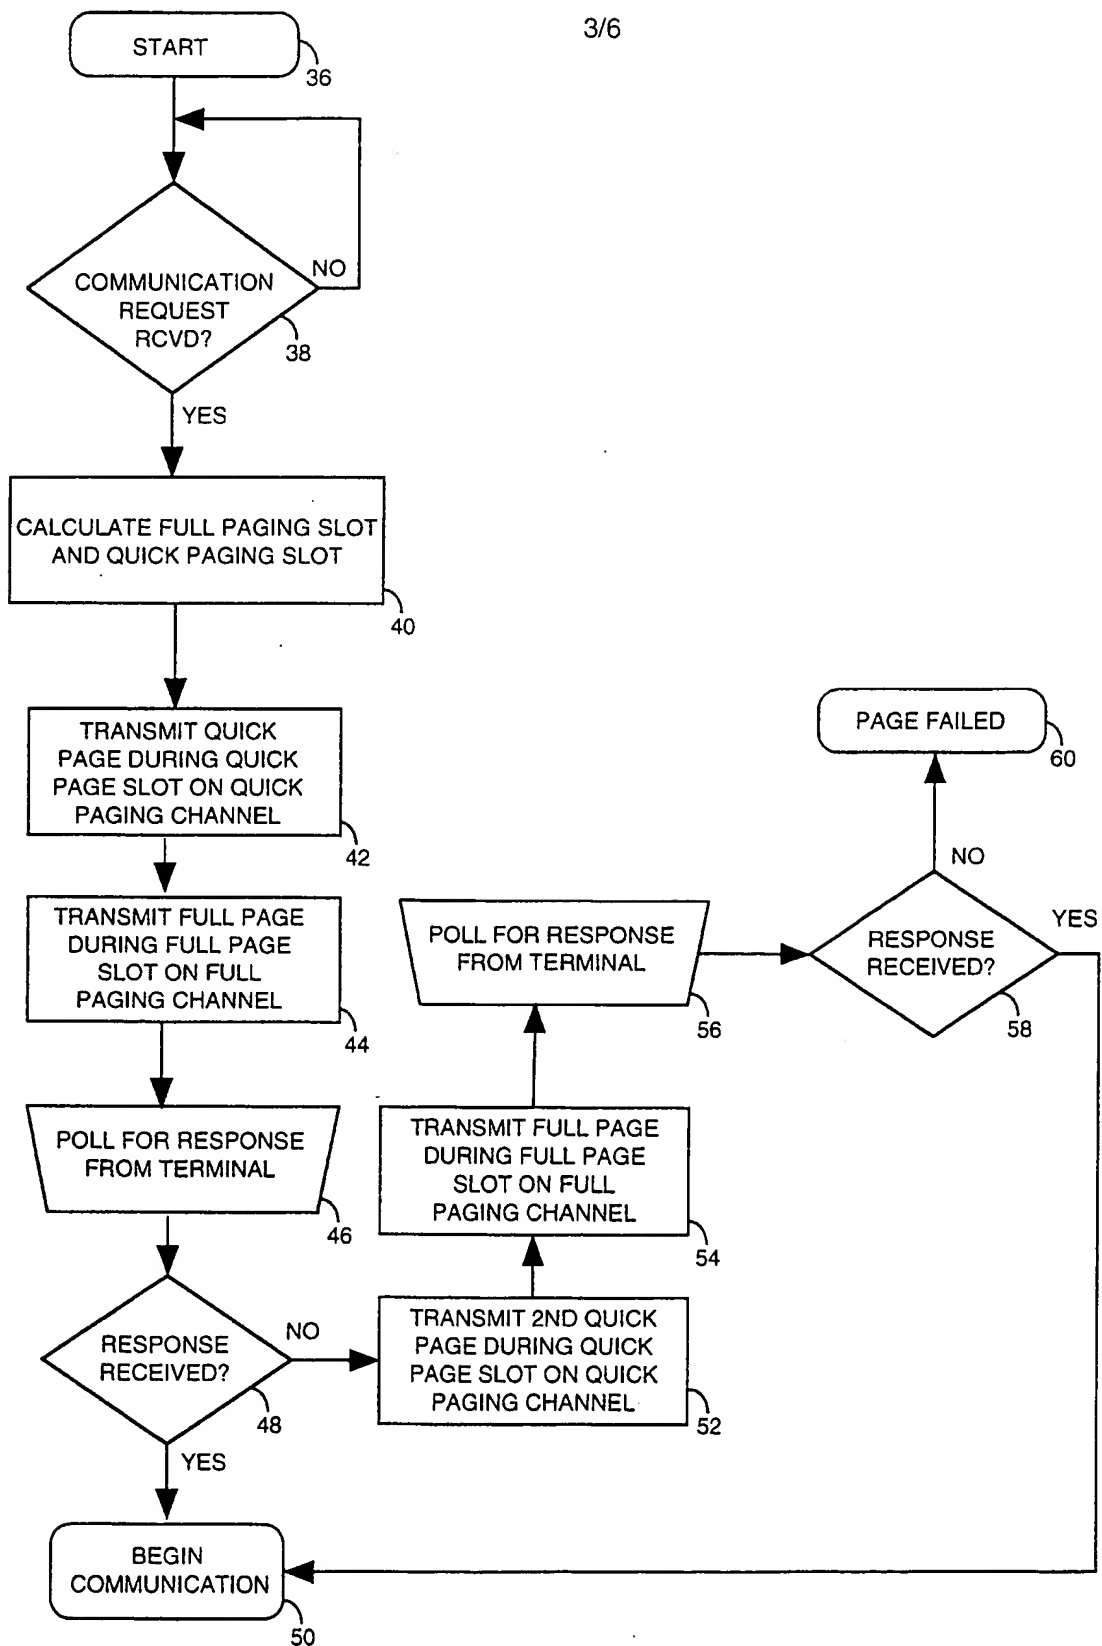 3/6
START
36
NO
COMMUNICATION
REQUEST
RCVD?
38
YES
CALCULATE FULL PAGING SLOT
AND QUICK PAGING SLOT
40
TRANSMIT QUICK
PAGE DURING QUICK
PAGE SLOT ON QUICK
PAGING CHANNEL
42
TRANSMIT FULL PAGE
DURING FULL PAGE
SLOT ON FULL
PAGING CHANNEL
44
POLL FOR RESPONSE
FROM TERMINAL
46
RESPONSE
RECEIVED?
48
NO
YES
BEGIN
COMMUNICATION
50
TRANSMIT 2ND QUICK
PAGE DURING QUICK
PAGE SLOT ON QUICK
PAGING CHANNEL
52
TRANSMIT FULL PAGE
DURING FULL PAGE
SLOT ON FULL
PAGING CHANNEL
54
POLL FOR RESPONSE
FROM TERMINAL
56
RESPONSE
RECEIVED?
58
YES
NO
PAGE FAILED
60